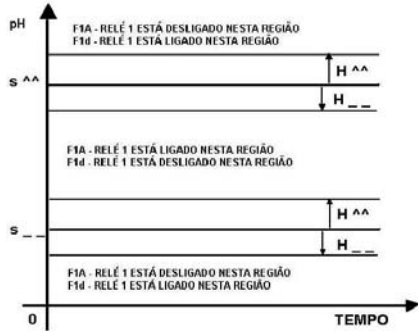 pH
F1A - RELÉ 1 ESTÁ DESLIGADO NESTA REGIÃO
F1d - RELÉ 1 ESTÁ LIGADO NESTA REGIÃO
H ^^
s ^^
H _ _
F1A - RELÉ 1 ESTÁ LIGADO NESTA REGIÃO
F1d - RELÉ 1 ESTÁ DESLIGADO NESTA REGIÃO
H ^^
s _ _
H _ _
F1A - RELÉ 1 ESTÁ DESLIGADO NESTA REGIÃO
F1d - RELÉ 1 ESTÁ LIGADO NESTA REGIÃO
0 TEMPO